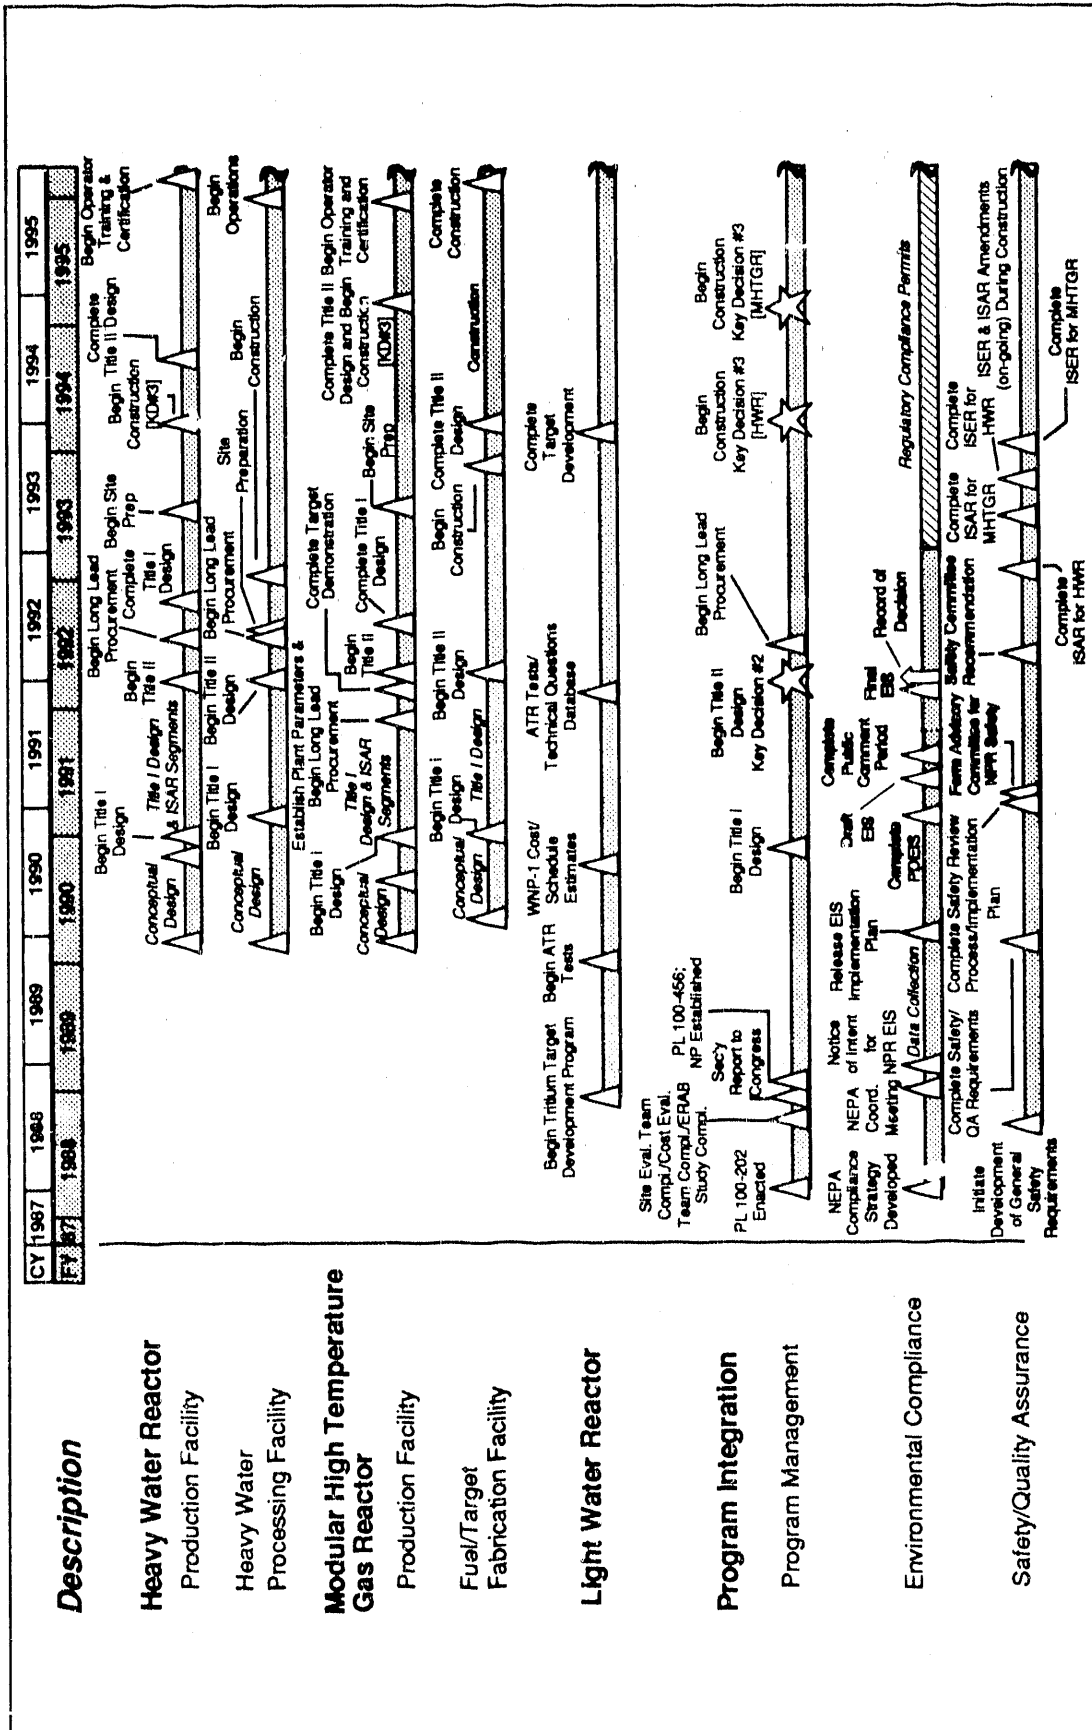 Description
CY 1987 1988 1989 1990 1991 1992 1993 1994 1995
FY 87 1988 1989 1990 1991 1992 1993 1994 1995
Heavy Water Reactor
Production Facility
Conceptual
Design
Begin Title I
Design
Title I Design
& ISAR Segments
Begin
Title II
Begin Long Lead
Procurement
Complete
Title I
Design
Begin Site
Prep
Begin
Construction
[KD#3]
Complete
Title II Design
Begin Operator
Training &
Certification
Heavy Water
Processing Facility
Conceptual
Design
Begin Title I
Design
Begin Title II
Design
Begin Long Lead
Procurement
Site
Preparation
Begin
Construction
Begin
Operations
Modular High Temperature
Gas Reactor
Production Facility
Conceptual
Design
Begin Title I
Design
Title I
Design & ISAR
Segments
Establish Plant Parameters &
Begin Long Lead
Procurement
Begin
Title II
Complete Target
Demonstration
Complete Title I
Design
Begin Site
Prep
Complete Title II
Design and Begin
Construction
[KD#3]
Begin Operator
Training and
Certification
Fuel/Target
Fabrication Facility
Conceptual
Design
Begin Title I
Design
Title I Design
Begin Title II
Design
Begin
Construction
Complete Title II
Design
Construction
Complete
Construction
Light Water Reactor
Begin Tritium Target
Development Program
Begin ATR
Tests
WNP-1 Cost/
Schedule
Estimates
ATR Tests/
Technical Questions
Database
Complete
Target
Development
Program Integration
Program Management
PL 100-202
Enacted
Site Eval. Team
Compl./Cost Eval.
Team Compl./ERAB
Study Compl.
Sec'y
Report to
Congress
PL 100-456;
NP Established
Begin Title I
Design
Begin Title II
Design
Key Decision #2
Begin Long Lead
Procurement
Begin
Construction
Key Decision #3
[HWR]
Begin
Construction
Key Decision #3
[MHTGR]
Environmental Compliance
NEPA
Compliance
Strategy
Developed
NEPA
Coord.
Meeting
Notice
of Intent
for
NPR EIS
Data Collection
Release EIS
Implementation
Plan
Complete
PDEIS
Draft
EIS
Complete
Public
Comment
Period
Final
EIS
Record of
Decision
Regulatory Compliance Permits
Safety/Quality Assurance
Initiate
Development
of General
Safety
Requirements
Complete Safety/
QA Requirements
Complete Safety Review
Process/Implementation
Plan
Form Advisory
Committee for
NPR Safety
Safety Committee
Recommendation
Complete
ISAR for HWR
Complete
ISAR for
MHTGR
Complete
ISER for
HWR
Complete
ISER for MHTGR
ISER & ISAR Amendments
(on-going) During Construction